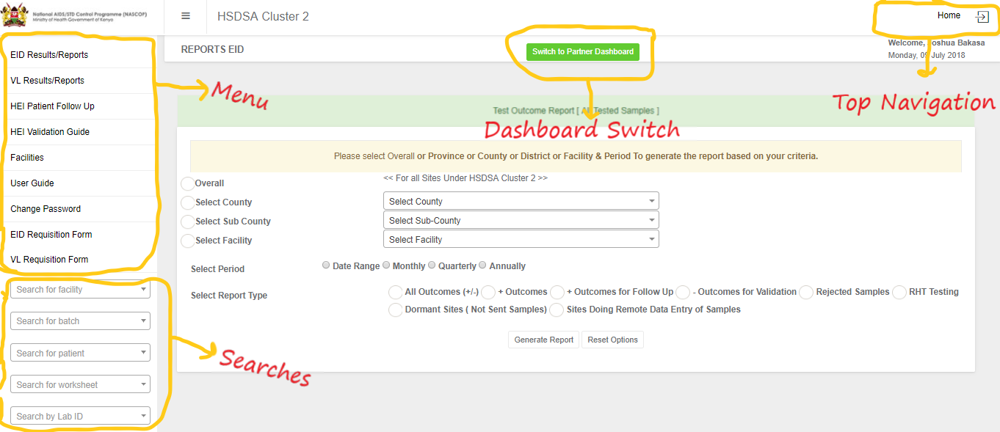 National AIDS/STD Control Programme (NASCOP)
Ministry of Health Government of Kenya
HSDSA Cluster 2
Home
REPORTS EID
Switch to Partner Dashboard
Welcome, Joshua Bakasa
Monday, 09 July 2018
EID Results/Reports
VL Results/Reports
HEI Patient Follow Up
HEI Validation Guide
Facilities
User Guide
Change Password
EID Requisition Form
VL Requisition Form
Search for facility
Search for batch
Search for patient
Search for worksheet
Search by Lab ID
Menu
Searches
Dashboard Switch
Top Navigation
Test Outcome Report [ All Tested Samples ]
Please select Overall or Province or County or District or Facility & Period To generate the report based on your criteria.
Overall
<< For all Sites Under HSDSA Cluster 2 >>
Select County
Select County
Select Sub County
Select Sub-County
Select Facility
Select Facility
Select Period
Date Range Monthly Quarterly Annually
Select Report Type
All Outcomes (+/-) + Outcomes + Outcomes for Follow Up - Outcomes for Validation Rejected Samples RHT Testing
Dormant Sites ( Not Sent Samples) Sites Doing Remote Data Entry of Samples
Generate Report Reset Options